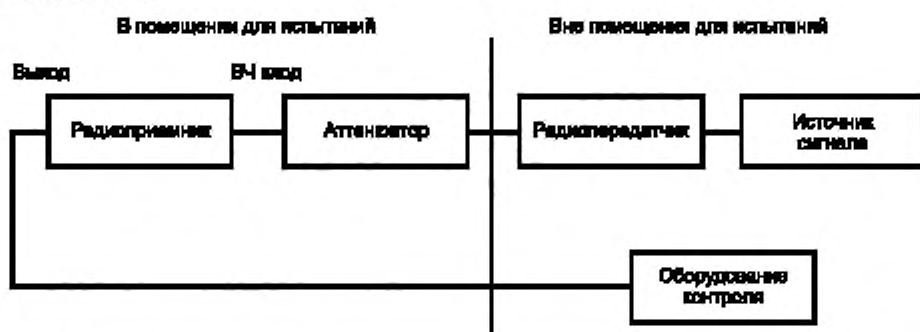 В помещении для испытаний
Вне помещения для испытаний
Выход
ВЧ вход
Радиоприемник
Аттенюатор
Радиопередатчик
Источник
сигнала
Оборудование
контроля